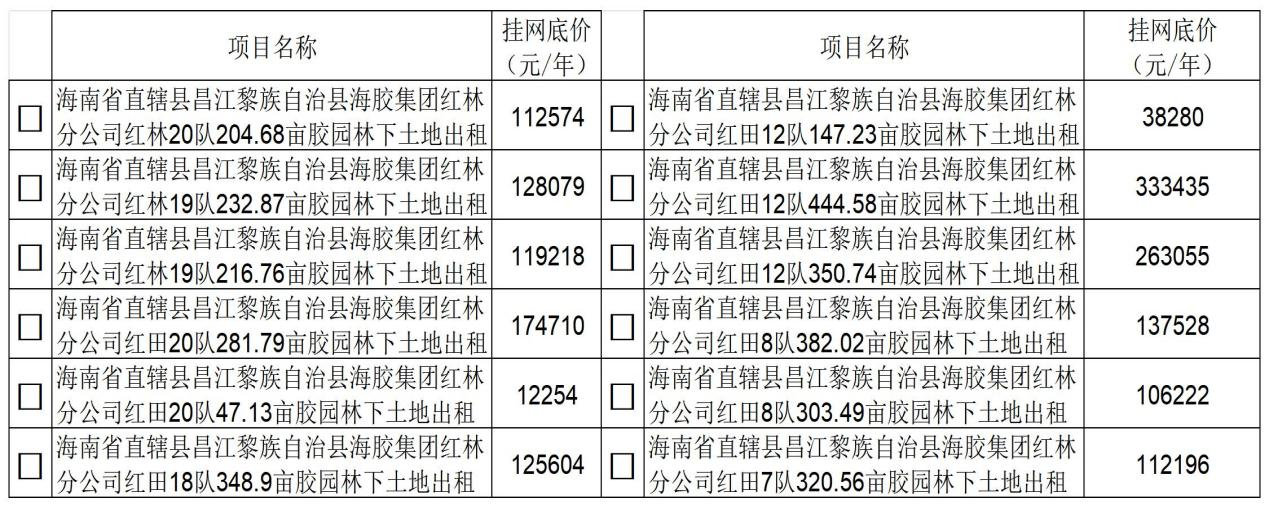 项目名称
挂网底价
（元/年）
项目名称
挂网底价
（元/年）
海南省直辖县昌江黎族自治县海胶集团红林
分公司红林20队204.68亩胶园林下土地出租
112574
海南省直辖县昌江黎族自治县海胶集团红林
分公司红田12队147.23亩胶园林下土地出租
38280
海南省直辖县昌江黎族自治县海胶集团红林
分公司红林19队232.87亩胶园林下土地出租
128079
海南省直辖县昌江黎族自治县海胶集团红林
分公司红田12队444.58亩胶园林下土地出租
333435
海南省直辖县昌江黎族自治县海胶集团红林
分公司红林19队216.76亩胶园林下土地出租
119218
海南省直辖县昌江黎族自治县海胶集团红林
分公司红田12队350.74亩胶园林下土地出租
263055
海南省直辖县昌江黎族自治县海胶集团红林
分公司红田20队281.79亩胶园林下土地出租
174710
海南省直辖县昌江黎族自治县海胶集团红林
分公司红田8队382.02亩胶园林下土地出租
137528
海南省直辖县昌江黎族自治县海胶集团红林
分公司红田20队47.13亩胶园林下土地出租
12254
海南省直辖县昌江黎族自治县海胶集团红林
分公司红田8队303.49亩胶园林下土地出租
106222
海南省直辖县昌江黎族自治县海胶集团红林
分公司红田18队348.9亩胶园林下土地出租
125604
海南省直辖县昌江黎族自治县海胶集团红林
分公司红田7队320.56亩胶园林下土地出租
112196